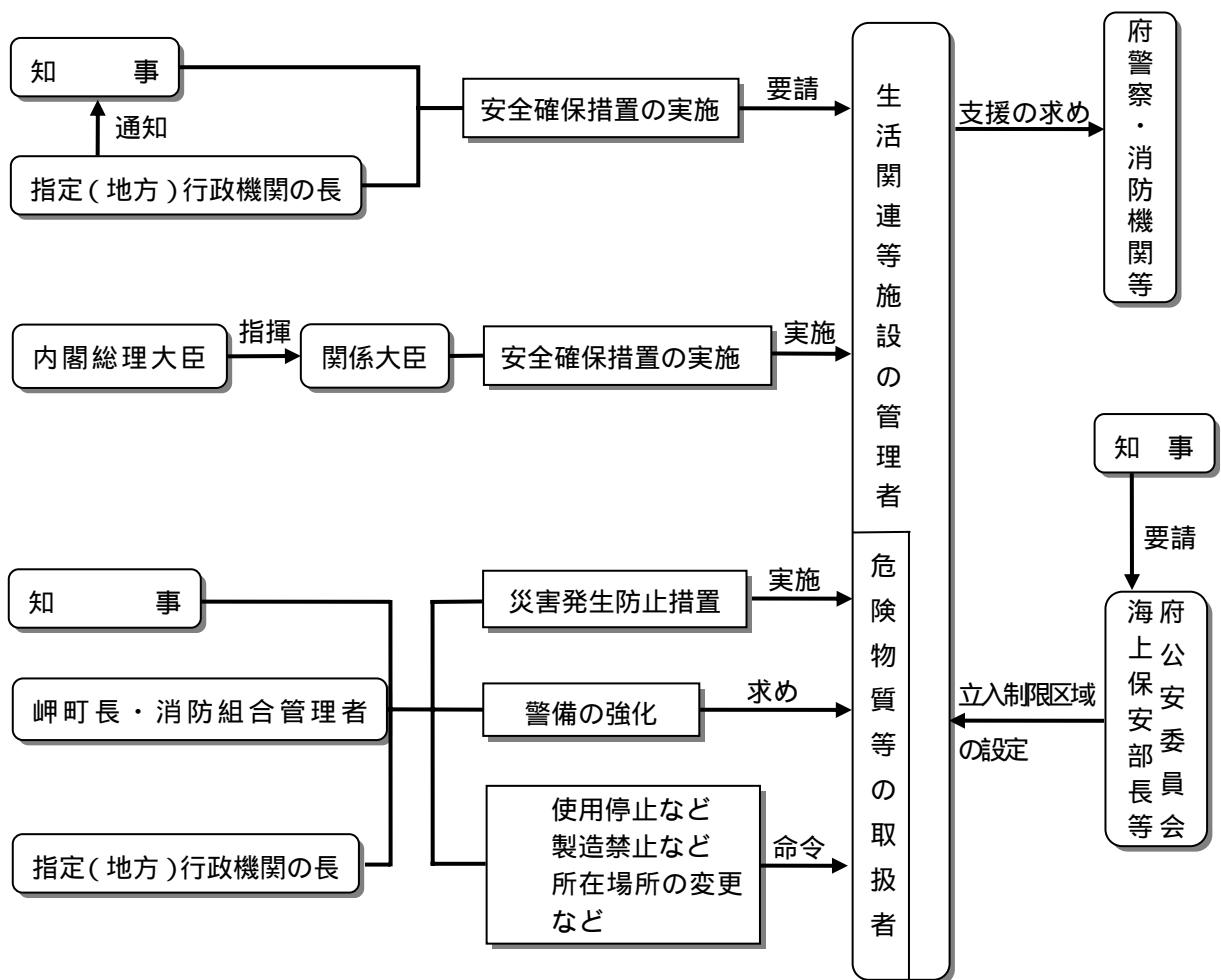 知　　　事
通知
指定(地方)行政機関の長
安全確保措置の実施
要請
内閣総理大臣
指揮
関係大臣
安全確保措置の実施
実施
知　　　事
岬町長・消防組合管理者
指定(地方)行政機関の長
災害発生防止措置
実施
警備の強化
求め
使用停止など
製造禁止など
所在場所の変更
など
命令
生活関連等施設の管理者
危険物質等の取扱者
支援の求め
府警察・消防機関等
知　事
要請
府公安委員会
海上保安部長等
立入制限区域
の設定